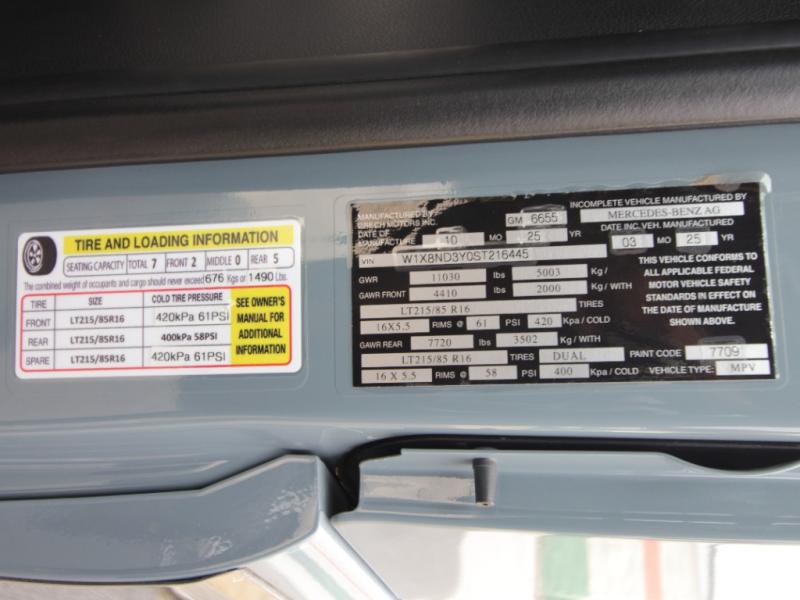 TIRE AND LOADING INFORMATION
SEATING CAPACITY TOTAL 7 FRONT 2 MIDDLE 0 REAR 5
The combined weight of occupants and cargo should never exceed 676 Kgs or 1490 Lbs.
TIRE SIZE COLD TIRE PRESSURE
FRONT LT215/85R16 420kPa 61PSI
REAR LT215/85R16 400kPa 58PSI
SPARE LT215/85R16 420kPa 61PSI
SEE OWNER'S
MANUAL FOR
ADDITIONAL
INFORMATION
MANUFACTURED BY
GRECH MOTORS INC.
GM 6655
INCOMPLETE VEHICLE MANUFACTURED BY
MERCEDES-BENZ AG
DATE OF
MANUFACTURE 10 MO 25 YR
DATE INC. VEH. MANUFACTURED
03 MO 25 YR
VIN W1X8ND3Y0ST216445
GWR 11030 lbs 5003 Kg /
GAWR FRONT 4410 lbs 2000 Kg / WITH
LT215/85 R16 TIRES
16X5.5 RIMS @ 61 PSI 420 Kpa / COLD
GAWR REAR 7720 lbs 3502 Kg / WITH
LT215/85 R16 TIRES DUAL
16 X 5.5 RIMS @ 58 PSI 400 Kpa / COLD
THIS VEHICLE CONFORMS TO
ALL APPLICABLE FEDERAL
MOTOR VEHICLE SAFETY
STANDARDS IN EFFECT ON
THE DATE OF MANUFACTURE
SHOWN ABOVE.
PAINT CODE 7709
VEHICLE TYPE: MPV